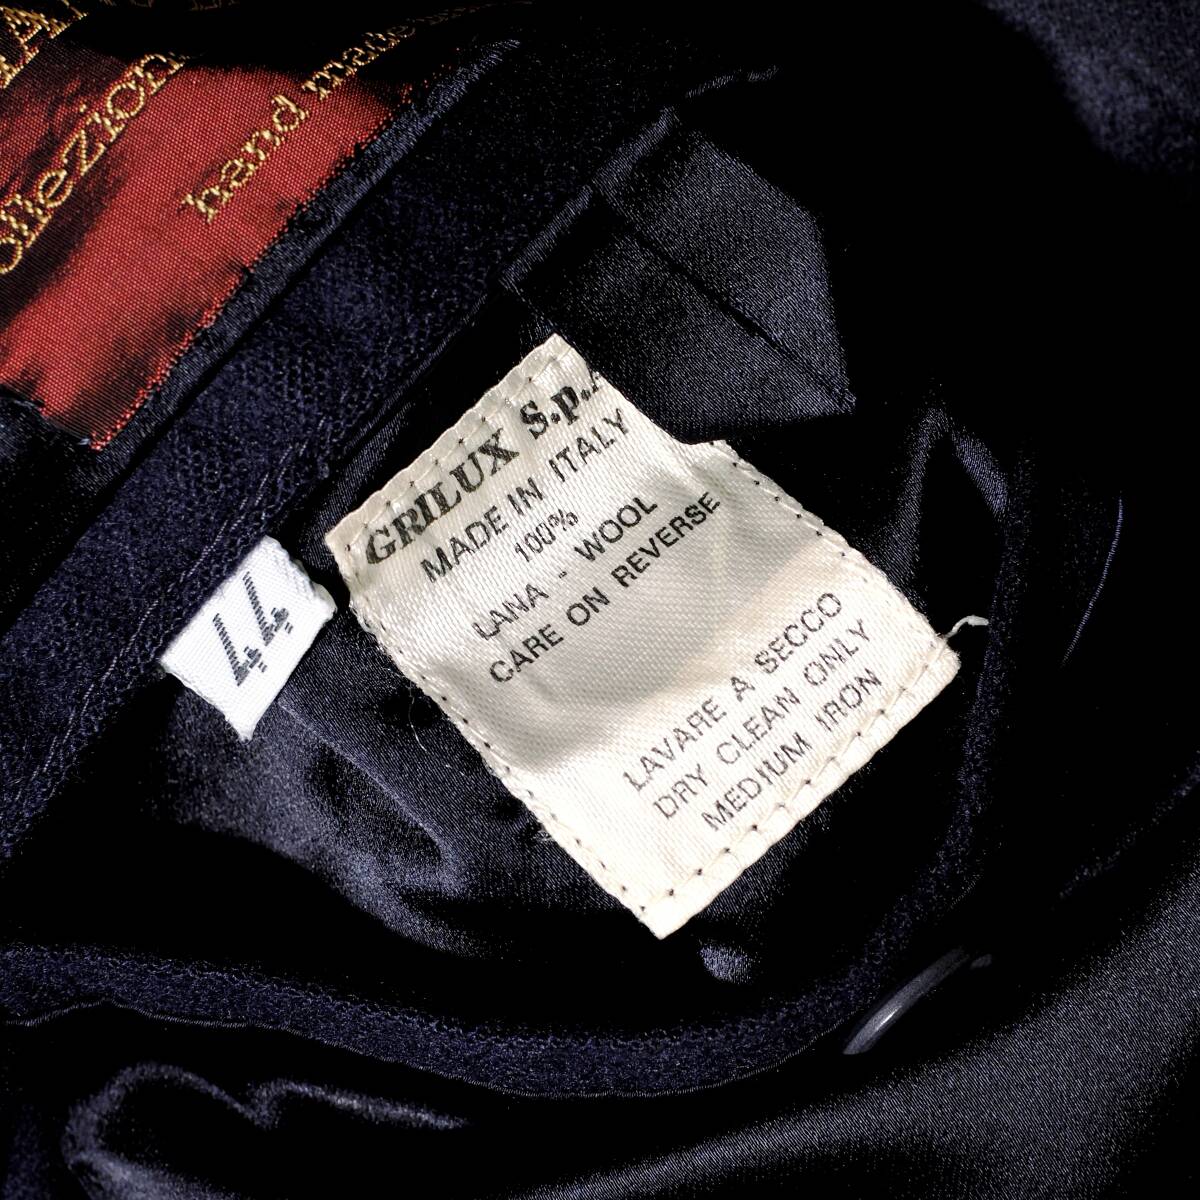 ollezion
hand made
GRILUX S.p.A
MADE IN ITALY
100%
LANA - WOOL
CARE ON REVERSE
LAVARE A SECCO
DRY CLEAN ONLY
MEDIUM IRON
44